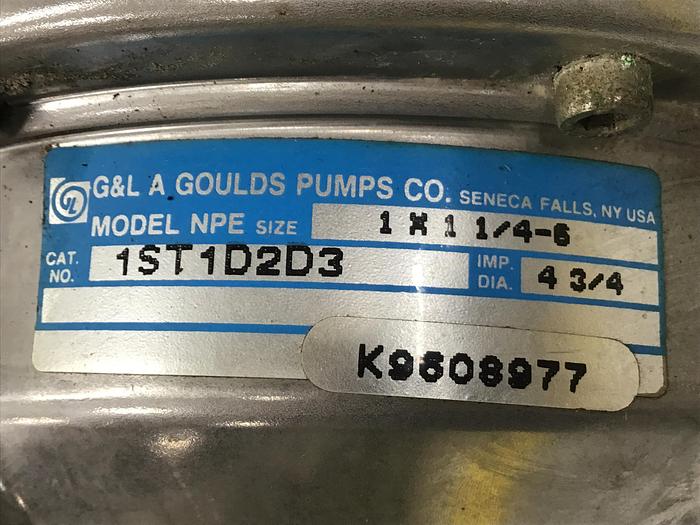 G&L A GOULDS PUMPS CO. SENECA FALLS, NY USA
MODEL NPE SIZE 1 X 1 1/4-6
CAT. NO. 1ST1D2D3 IMP. DIA. 4 3/4
K9608977